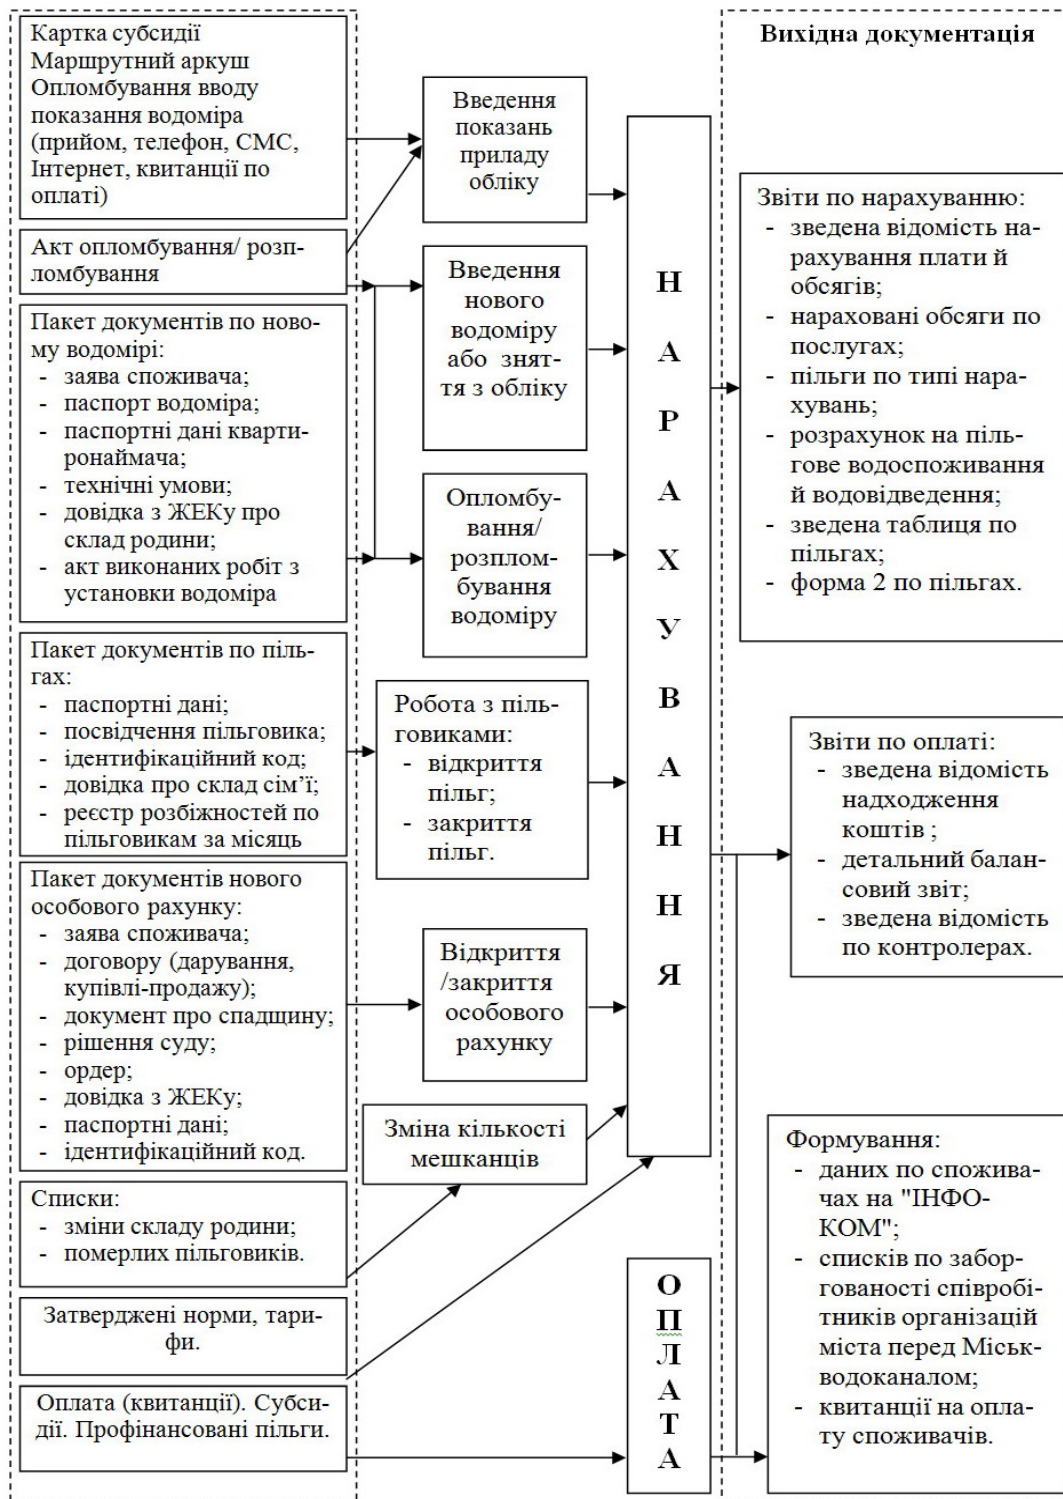 Картка субсидії
Маршрутний аркуш
Опломбування вводу
показання водоміра
(прийом, телефон, СМС,
Інтернет, квитанції по
оплаті)
Акт опломбування/ розп-
ломбування
Пакет документів по ново-
му водомірі:
- заява споживача;
- паспорт водоміра;
- паспортні дані кварти-
ронаймача;
- технічні умови;
- довідка з ЖЕКу про
склад родини;
- акт виконаних робіт з
установки водоміра
Пакет документів по піль-
гах:
- паспортні дані;
- посвідчення пільговика;
- ідентифікаційний код;
- довідка про склад сім’ї;
- реєстр розбіжностей по
пільговикам за місяць
Пакет документів нового
особового рахунку:
- заява споживача;
- договору (дарування,
купівлі-продажу);
- документ про спадщину;
- рішення суду;
- ордер;
- довідка з ЖЕКу;
- паспортні дані;
- ідентифікаційний код.
Списки:
- зміни складу родини;
- померлих пільговиків.
Затверджені норми, тари-
фи.
Оплата (квитанції). Субси-
дії. Профінансовані пільги.
Введення
показань
приладу
обліку
Введення
нового
водоміру
або знят-
тя з обліку
Опломбу-
вання/
розплом-
бування
водоміру
Робота з піль-
говиками:
- відкриття
пільг;
- закриття
пільг.
Відкриття
/закриття
особового
рахунку
Зміна кількості
мешканців
Н
А
Р
А
Х
У
В
А
Н
Н
Я
О
П
Л
А
Т
А
Вихідна документація
Звіти по нарахуванню:
- зведена відомість на-
рахування плати й
обсягів;
- нараховані обсяги по
послугах;
- пільги по типі нара-
хувань;
- розрахунок на піль-
гове водоспоживання
й водовідведення;
- зведена таблиця по
пільгах;
- форма 2 по пільгах.
Звіти по оплаті:
- зведена відомість
надходження
коштів ;
- детальний балан-
совий звіт;
- зведена відомість
по контролерах.
Формування:
- даних по спожива-
чах на "ІНФО-
КОМ";
- списків по забор-
гованості співробі-
тників організацій
міста перед Міськ-
водоканалом;
- квитанції на опла-
ту споживачів.